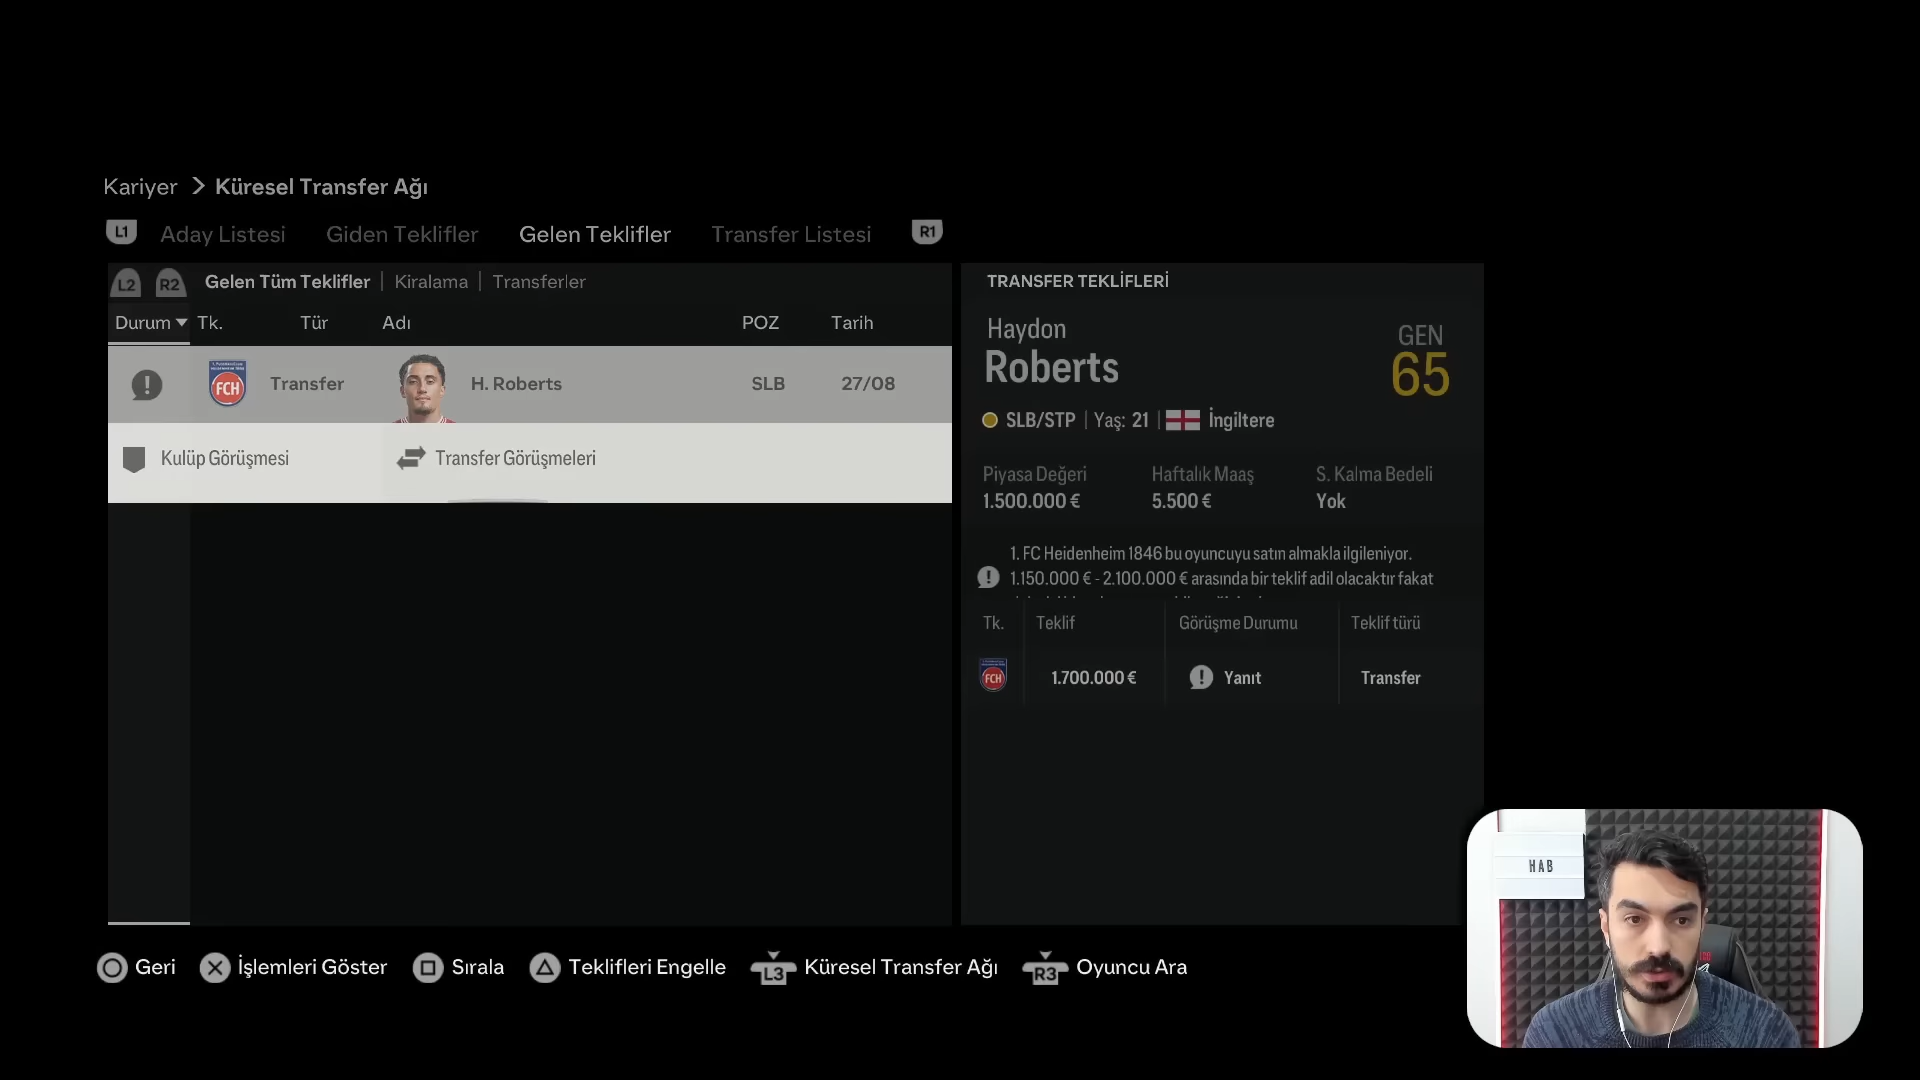 Kariyer > Küresel Transfer Ağı
L1 Aday Listesi Giden Teklifler Gelen Teklifler Transfer Listesi R1
L2 R2 Gelen Tüm Teklifler | Kiralama | Transferler
Durum Tk. Tür Adı POZ Tarih
FCH Transfer H. Roberts SLB 27/08
Kulüp Görüşmesi Transfer Görüşmeleri
TRANSFER TEKLİFLERİ
Haydon
Roberts
GEN
65
SLB/STP | Yaş: 21 | İngiltere
Piyasa Değeri Haftalık Maaş S. Kalma Bedeli
1.500.000 € 5.500 € Yok
1. FC Heidenheim 1846 bu oyuncuyu satın almakla ilgileniyor.
1.150.000 € - 2.100.000 € arasında bir teklif adil olacaktır fakat
Tk. Teklif Görüşme Durumu Teklif türü
FCH 1.700.000 € Yanıt Transfer
HAB
Geri İşlemleri Göster Sırala Teklifleri Engelle L3 Küresel Transfer Ağı R3 Oyuncu Ara